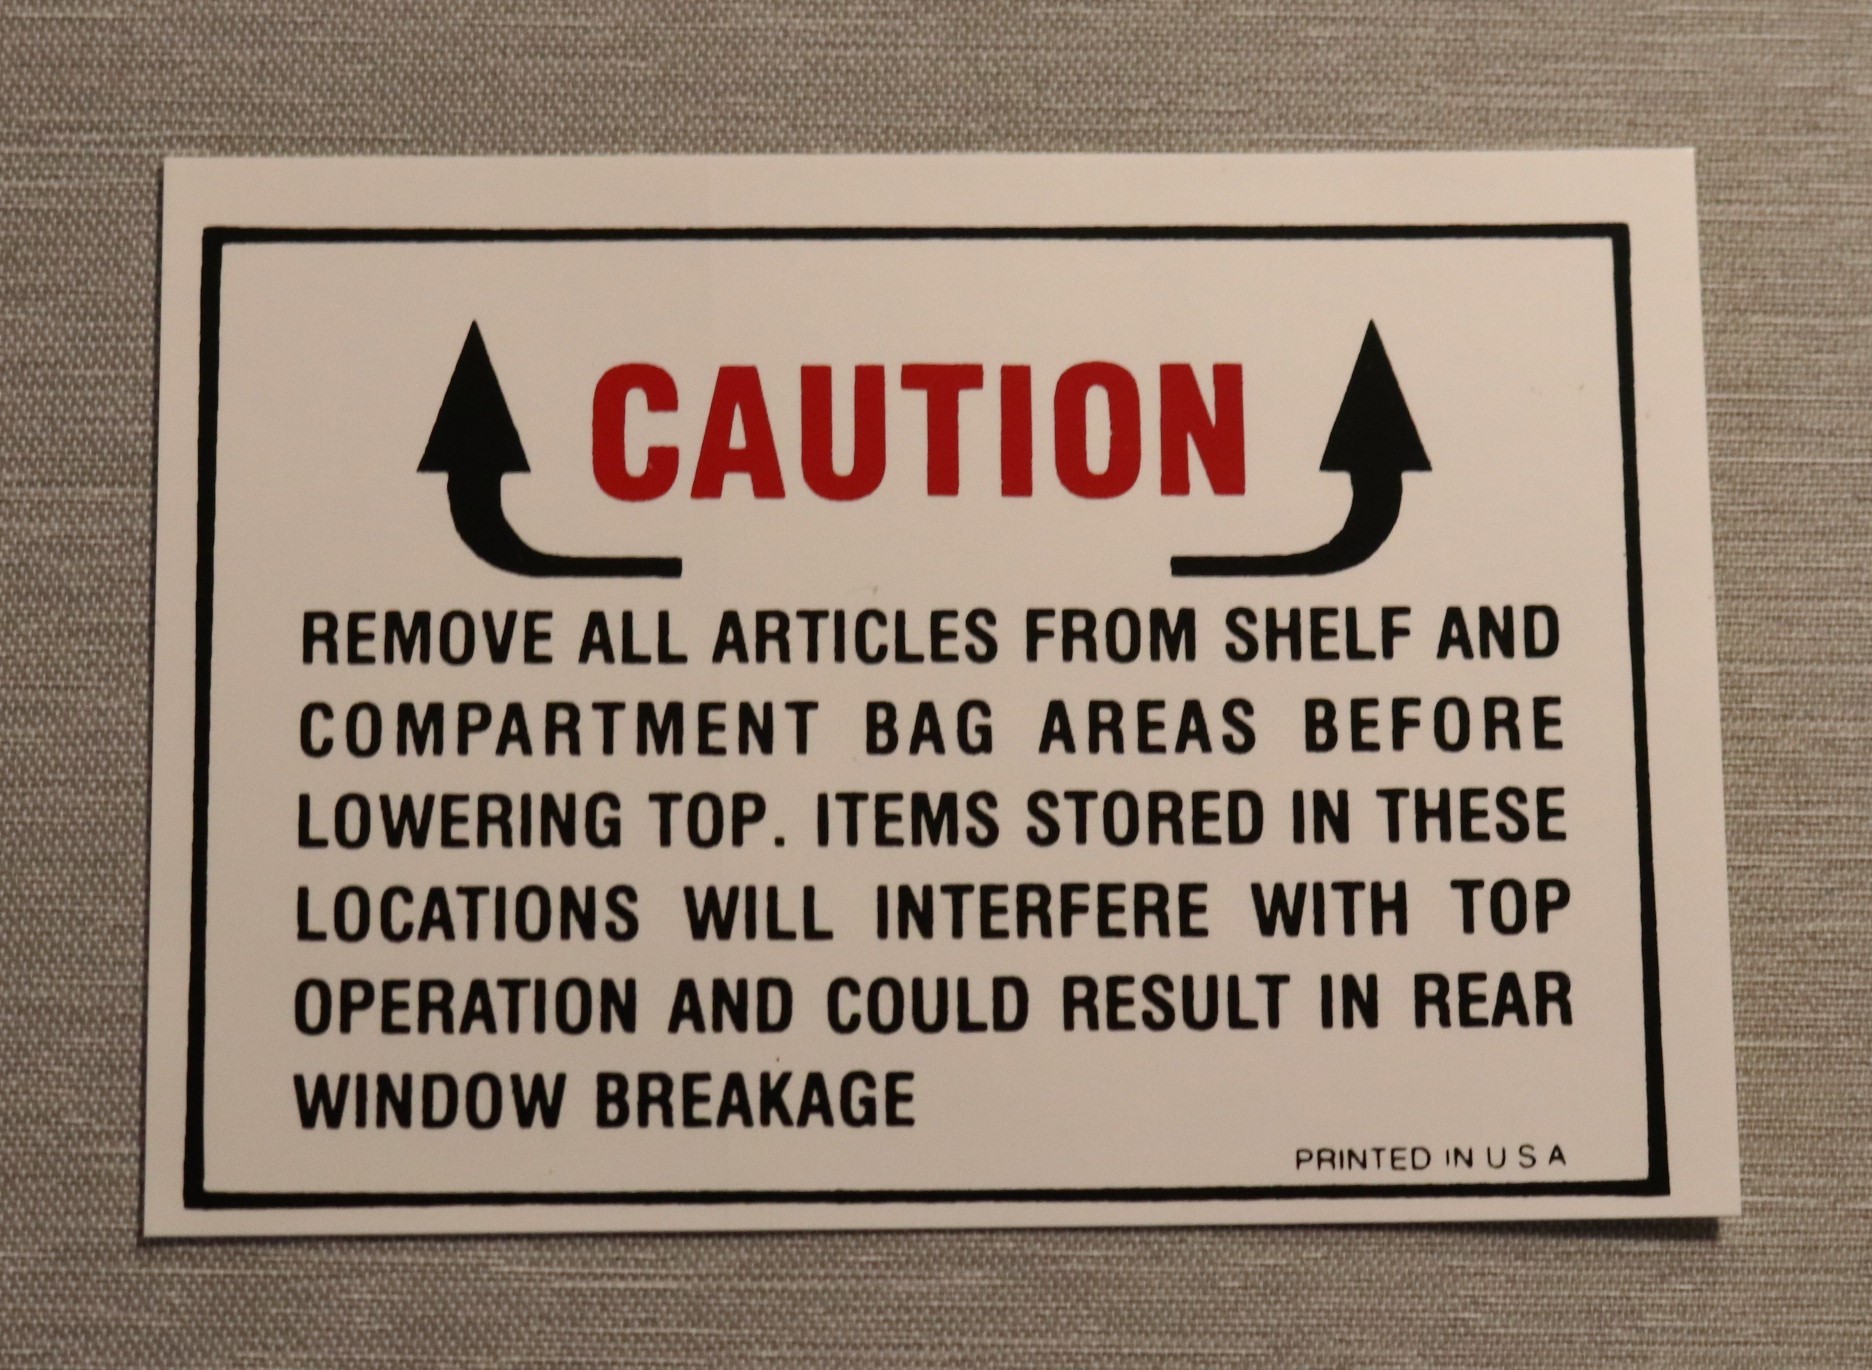 CAUTION
REMOVE ALL ARTICLES FROM SHELF AND
COMPARTMENT BAG AREAS BEFORE
LOWERING TOP. ITEMS STORED IN THESE
LOCATIONS WILL INTERFERE WITH TOP
OPERATION AND COULD RESULT IN REAR
WINDOW BREAKAGE
PRINTED IN U S A